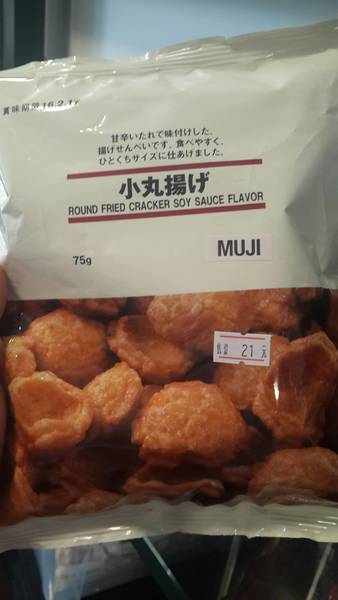 賞味期限 16.2.17
甘辛いたれで味付けした、
揚げせんべいです。食べやすく、
ひとくちサイズに仕あげました。
小丸揚げ
ROUND FRIED CRACKER SOY SAUCE FLAVOR
75g
MUJI
21元